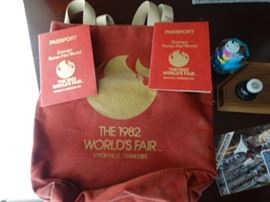 PASSPORT
Energy
Turns The World
THE 1982
WORLD'S FAIR
PASSPORT
Energy
Turns The World
THE 1982
WORLD'S FAIR
THE 1982
WORLD'S FAIR
KNOXVILLE, TENNESSEE